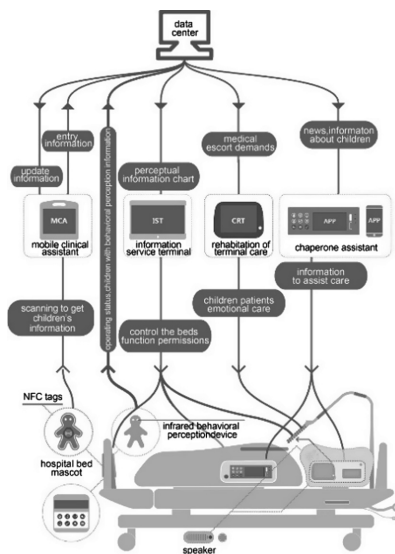 data
center
entry
information
update
information
operating status,children with behavioral perception information
perceptual
information chart
medical
escort demands
news,informaton
about children
MCA
IST
CRT
APP
APP
mobile clinical
assistant
information
service terminal
rehabitation of
terminal care
chaperone assistant
scanning to get
children's
information
control the beds
function permissions
children patients
emotional care
information
to assist care
NFC tags
hospital bed
mascot
infrared behavioral
perceptiondevice
speaker